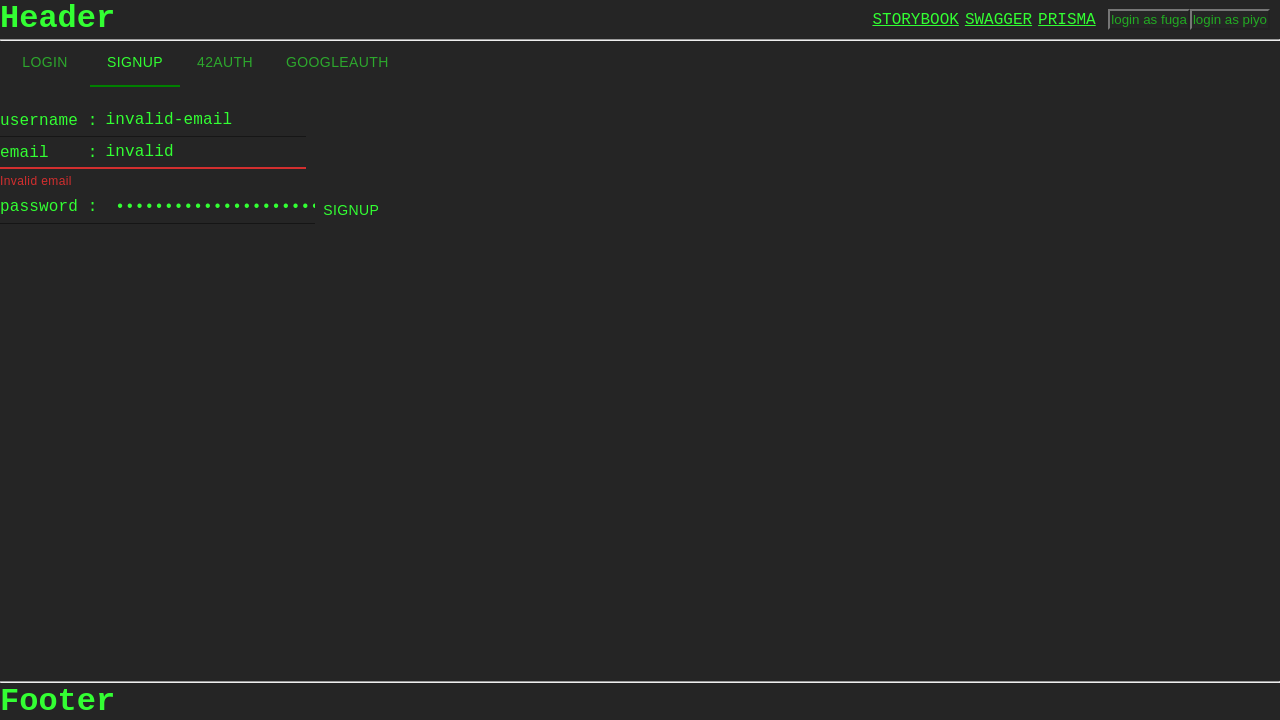 Header STORYBOOK SWAGGER PRISMA login as fuga login as piyo
LOGIN SIGNUP 42AUTH GOOGLEAUTH
username : invalid-email
email : invalid
Invalid email
password : •••••••••••••••••••• SIGNUP
Footer